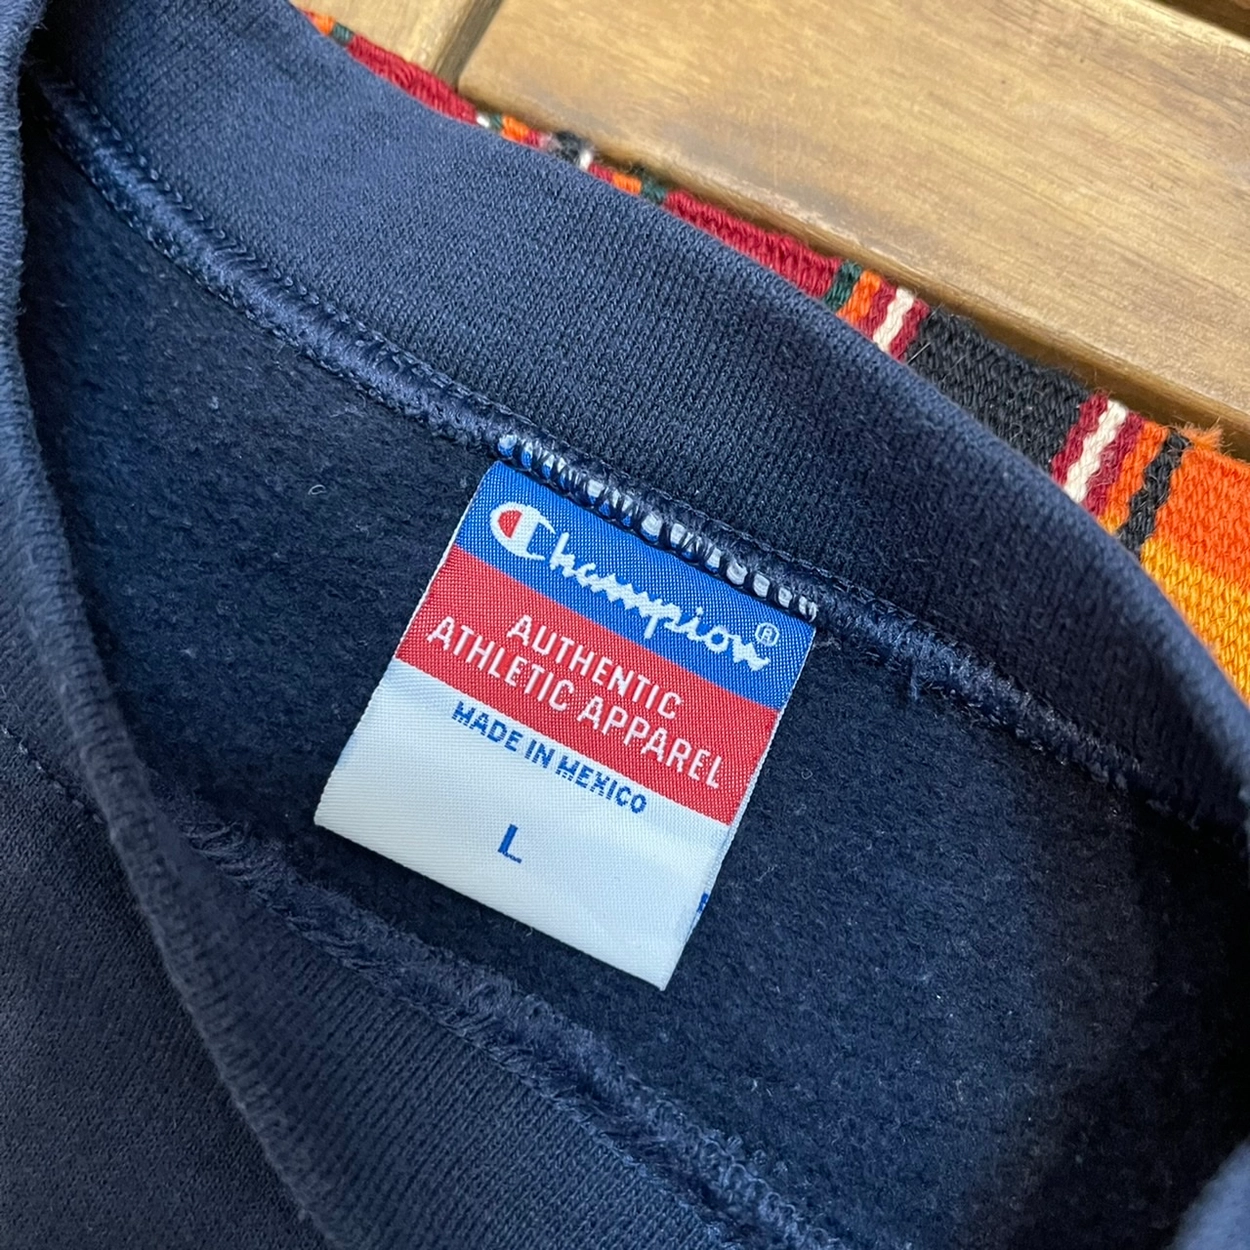 Champion®
AUTHENTIC
ATHLETIC APPAREL
MADE IN MEXICO
L